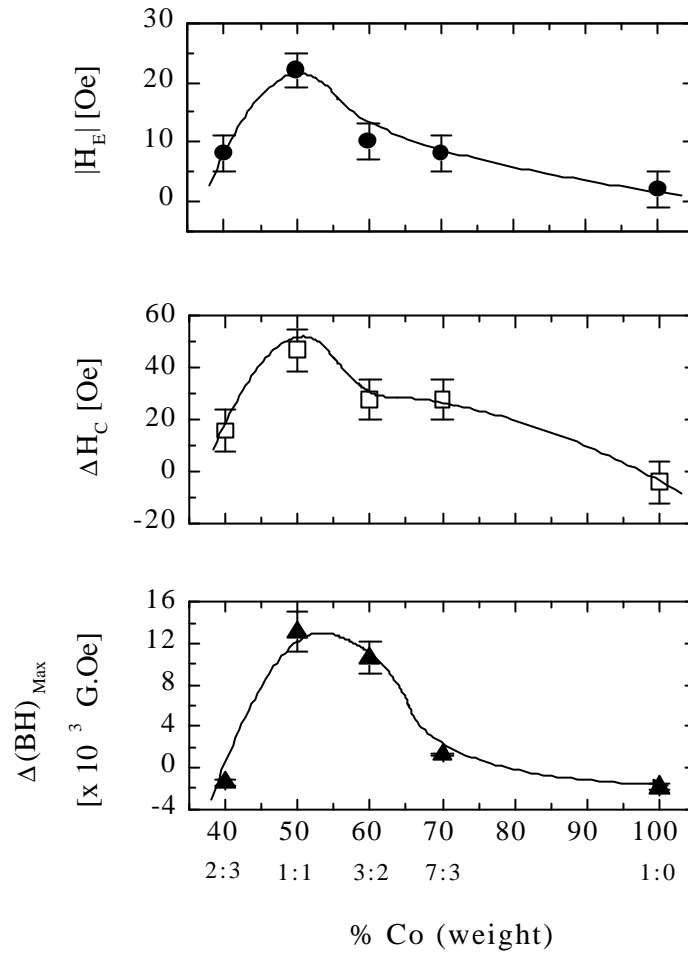 30
20
10
0
|H_E| [Oe]
60
40
20
0
-20
ΔH_C [Oe]
16
12
8
4
0
-4
Δ(BH)_Max
[x 10^3 G.Oe]
40 50 60 70 80 90 100
2:3 1:1 3:2 7:3 1:0
% Co (weight)